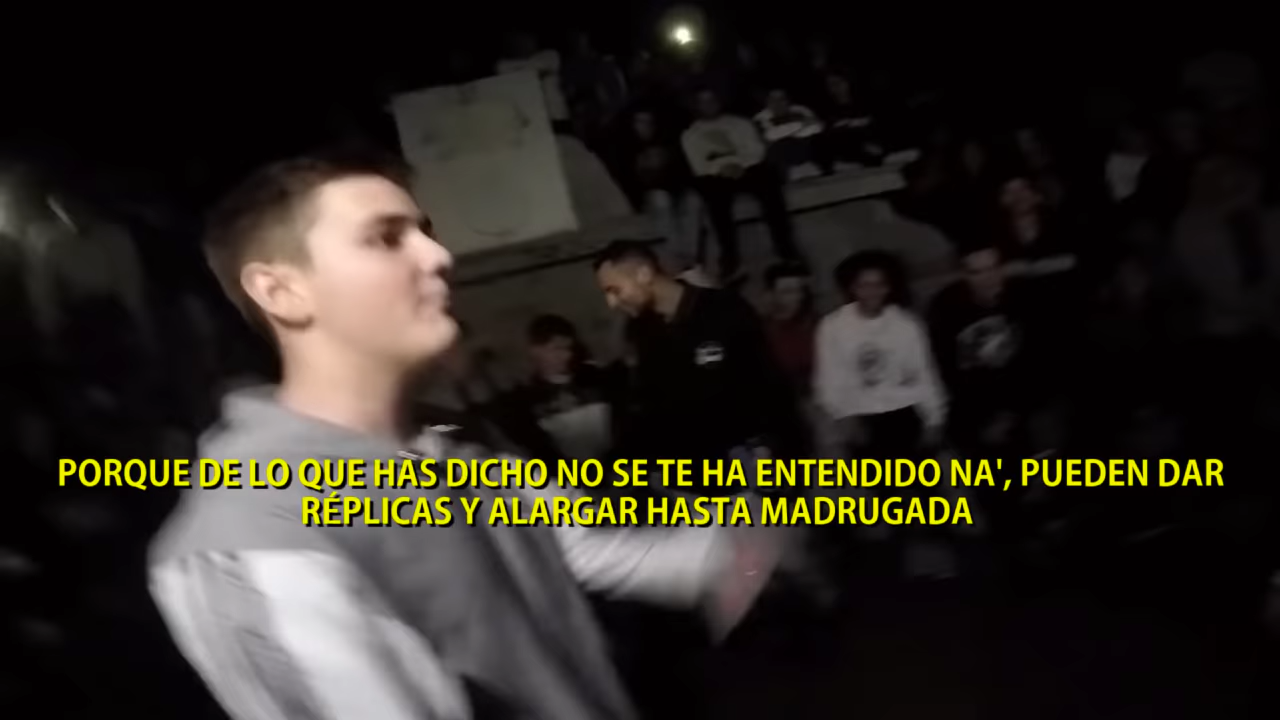 PORQUE DE LO QUE HAS DICHO NO SE TE HA ENTENDIDO NA', PUEDEN DAR
RÉPLICAS Y ALARGAR HASTA MADRUGADA